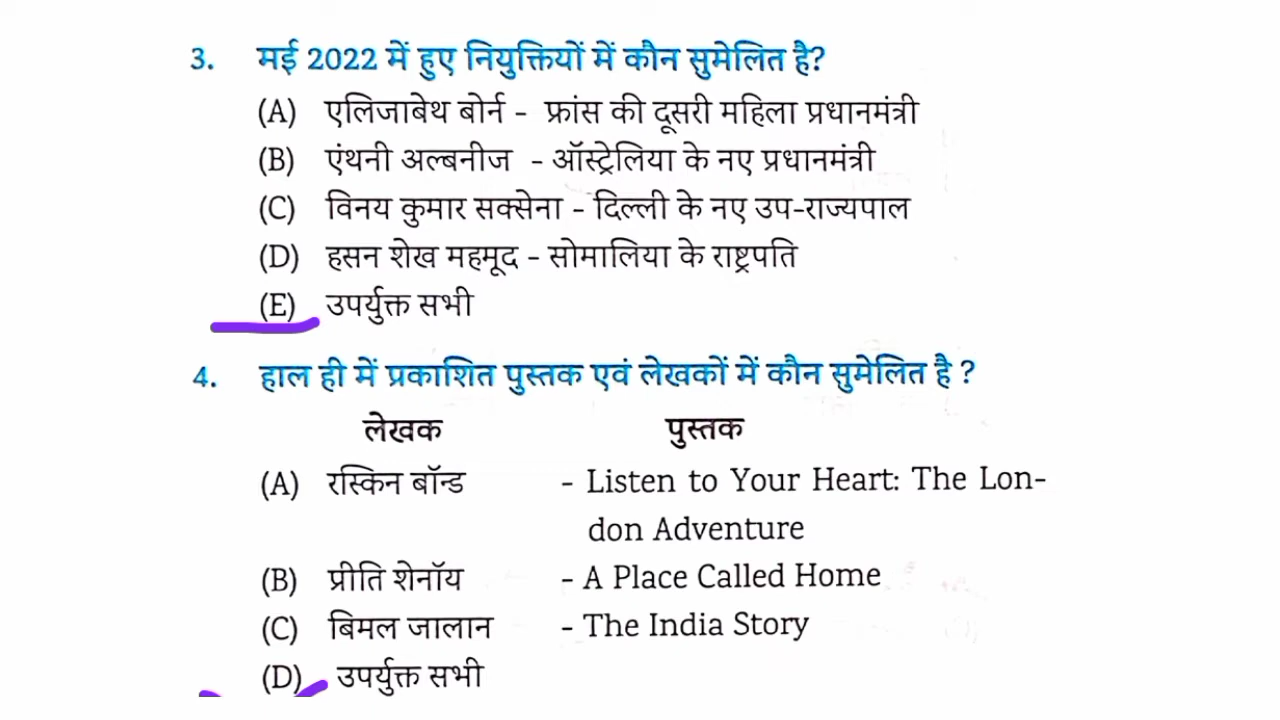 3. मई 2022 में हुए नियुक्तियों में कौन सुमेलित है?
(A) एलिजाबेथ बोर्न - फ्रांस की दूसरी महिला प्रधानमंत्री
(B) एंथनी अल्बनीज - ऑस्ट्रेलिया के नए प्रधानमंत्री
(C) विनय कुमार सक्सेना - दिल्ली के नए उप-राज्यपाल
(D) हसन शेख महमूद - सोमालिया के राष्ट्रपति
(E) उपर्युक्त सभी
4. हाल ही में प्रकाशित पुस्तक एवं लेखकों में कौन सुमेलित है ?
लेखक पुस्तक
(A) रस्किन बॉन्ड - Listen to Your Heart: The Lon-
don Adventure
(B) प्रीति शेनॉय - A Place Called Home
(C) बिमल जालान - The India Story
(D) उपर्युक्त सभी